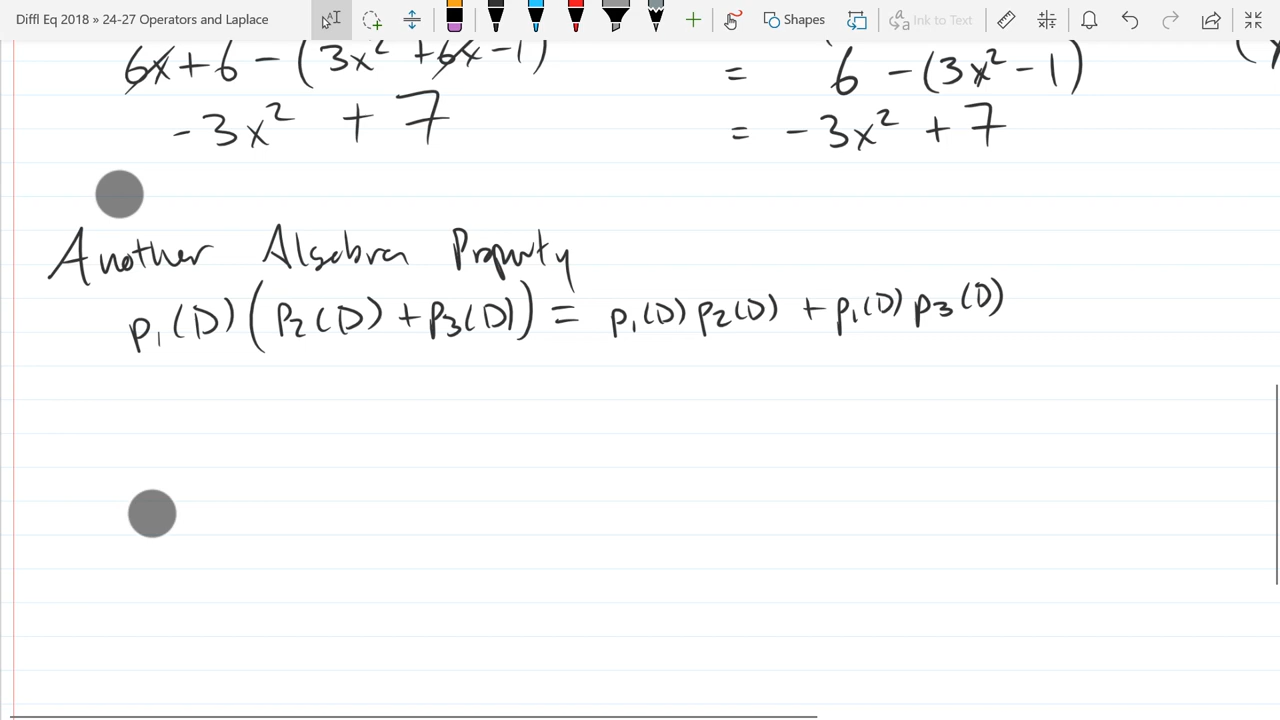 Diffl Eq 2018 » 24-27 Operators and Laplace
Shapes
Ink to Text
6x + 6 - (3x² + 6x - 1)
= 6 - (3x² - 1)
-3x² + 7
= -3x² + 7
Another Algebra Property
p₁(D)(p₂(D) + p₃(D)) = p₁(D) p₂(D) + p₁(D) p₃(D)